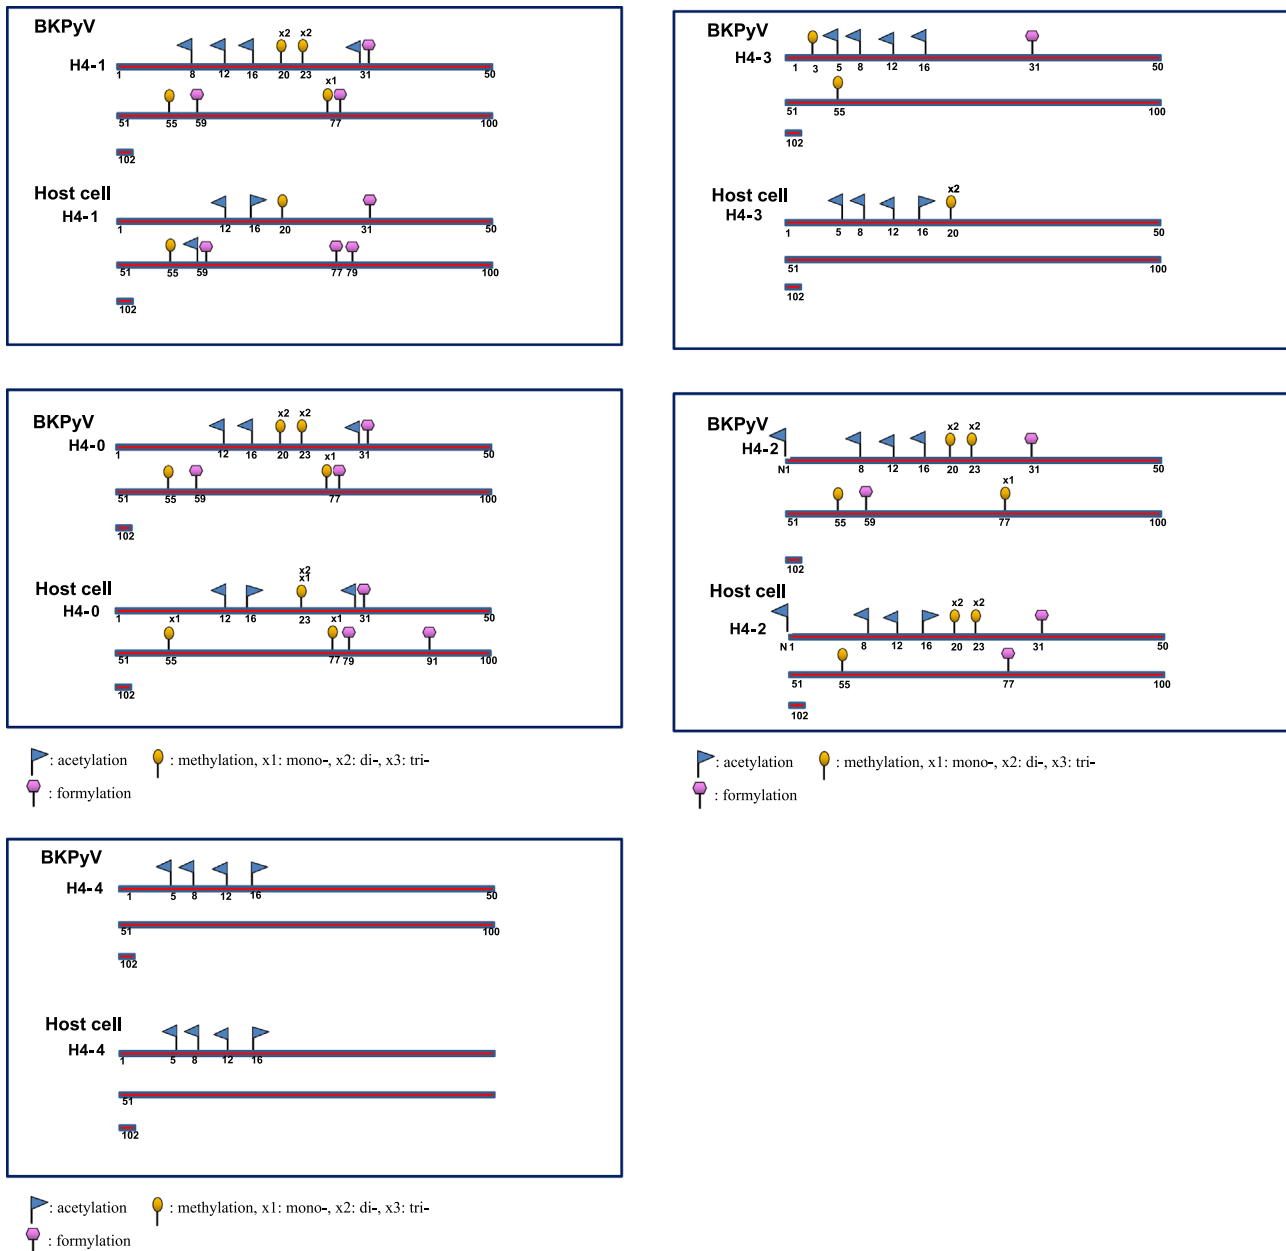 BKPyV
H4-1
x2 x2
1 8 12 16 20 23 31 50
x1
51 55 59 77 100
102
Host cell
H4-1
1 12 16 20 31 50
51 55 59 77 79 100
102
BKPyV
H4-3
1 3 5 8 12 16 31 50
51 55 100
102
Host cell
H4-3
x2
1 5 8 12 16 20 50
51 100
102
BKPyV
H4-0
x2 x2
1 12 16 20 23 31 50
x1
51 55 59 77 100
102
Host cell
H4-0
x2
x1
1 12 16 23 31 50
x1 x1
51 55 77 79 91 100
102
BKPyV
H4-2
x2 x2
N1 8 12 16 20 23 31 50
x1
51 55 59 77 100
102
Host cell
H4-2
x2 x2
N 1 8 12 16 20 23 31 50
51 55 77 100
102
: acetylation : methylation, x1: mono-, x2: di-, x3: tri-
: formylation
: acetylation : methylation, x1: mono-, x2: di-, x3: tri-
: formylation
BKPyV
H4-4
1 5 8 12 16 50
51 100
102
Host cell
H4-4
1 5 8 12 16
51
102
: acetylation : methylation, x1: mono-, x2: di-, x3: tri-
: formylation